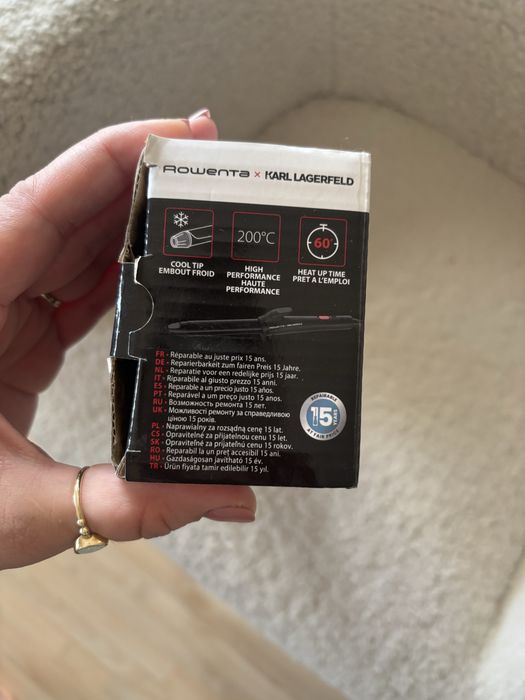 Rowenta x KARL LAGERFELD
200°C
60"
COOL TIP
EMBOUT FROID
HIGH
PERFORMANCE
HAUTE
PERFORMANCE
HEAT UP TIME
PRET A L'EMPLOI
FR - Réparable au juste prix 15 ans.
DE - Reparierbarkeit zum fairen Preis 15 Jahre.
NL - Reparatie voor een redelijke prijs 15 jaar.
IT - Riparabile al giusto prezzo 15 anni.
ES - Reparable a un precio justo 15 años.
PT - Reparável a um preço justo 15 anos.
RU - Возможность ремонта 15 лет.
UK - Можливості ремонту за справедливою
ціною 15 років.
PL - Naprawialny za rozsądną cenę 15 lat.
CS - Opravitelné za přijatelnou cenu 15 let.
SK - Opraviteľné za prijateľnú cenu 15 rokov.
RO - Reparabil la un preț accesibil 15 ani.
HU - Gazdaságosan javítható 15 év.
TR - Ürün fiyata tamir edilebilir 15 yıl.
REPAIRABLE
15 YEARS
AT FAIR PRICE